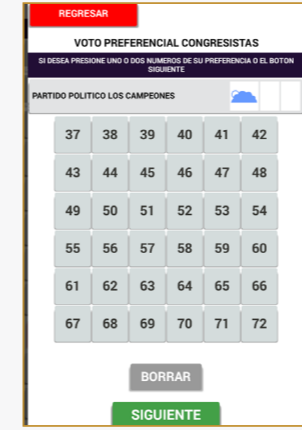 REGRESAR
VOTO PREFERENCIAL CONGRESISTAS
SI DESEA PRESIONE UNO O DOS NUMEROS DE SU PREFERENCIA O EL BOTON
SIGUIENTE
PARTIDO POLITICO LOS CAMPEONES
37 38 39 40 41 42
43 44 45 46 47 48
49 50 51 52 53 54
55 56 57 58 59 60
61 62 63 64 65 66
67 68 69 70 71 72
BORRAR
SIGUIENTE